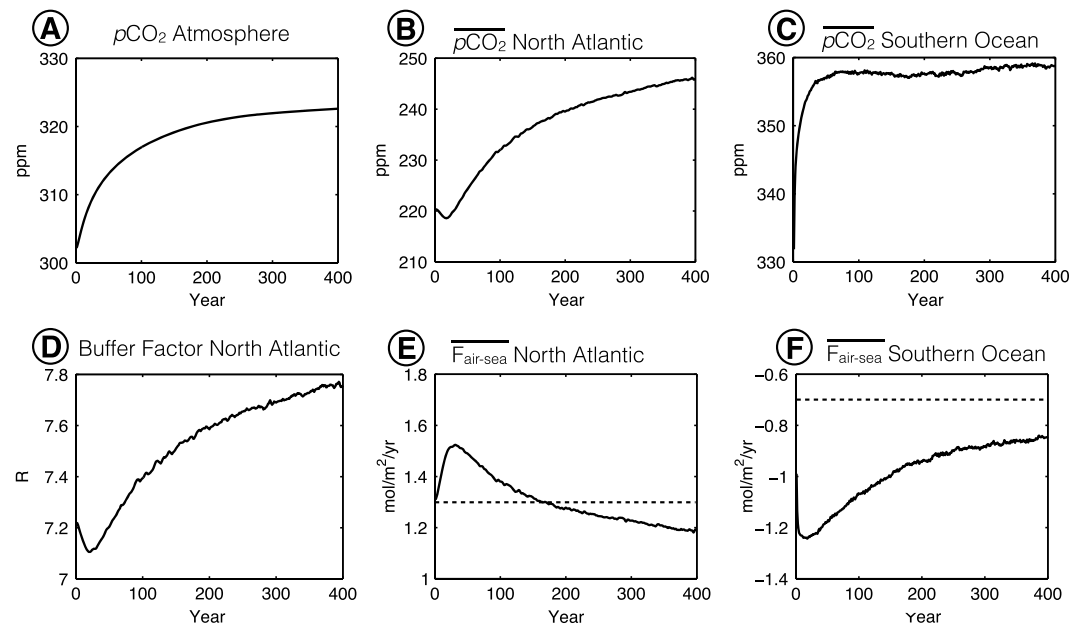 A pCO₂ Atmosphere
330
320
310
300
ppm
0 100 200 300 400
Year
B pCO₂ North Atlantic
250
240
230
220
210
ppm
0 100 200 300 400
Year
C pCO₂ Southern Ocean
360
350
340
330
ppm
0 100 200 300 400
Year
D Buffer Factor North Atlantic
7.8
7.6
7.4
7.2
7
R
0 100 200 300 400
Year
E Fair-sea North Atlantic
1.8
1.6
1.4
1.2
1
mol/m²/yr
0 100 200 300 400
Year
F Fair-sea Southern Ocean
−0.6
−0.8
−1
−1.2
−1.4
mol/m²/yr
0 100 200 300 400
Year